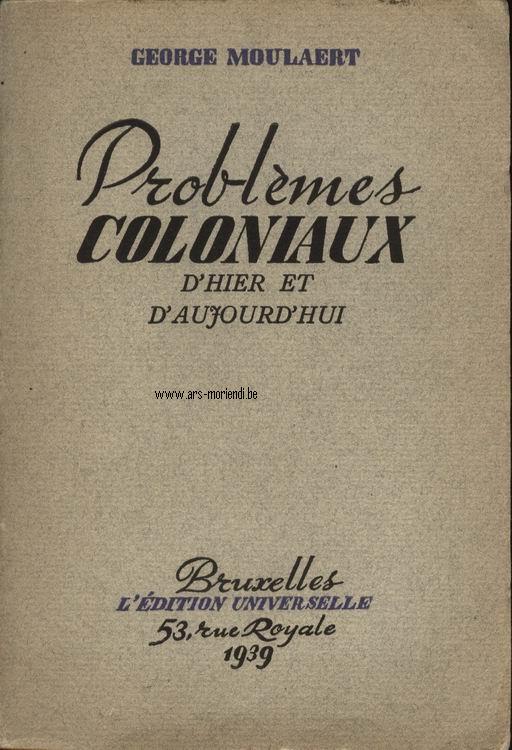 GEORGE MOULAERT
Problèmes
COLONIAUX
D'HIER ET
D'AUJOURD'HUI
www.ars-moriendi.be
Bruxelles
L'ÉDITION UNIVERSELLE
53, rue Royale
1939